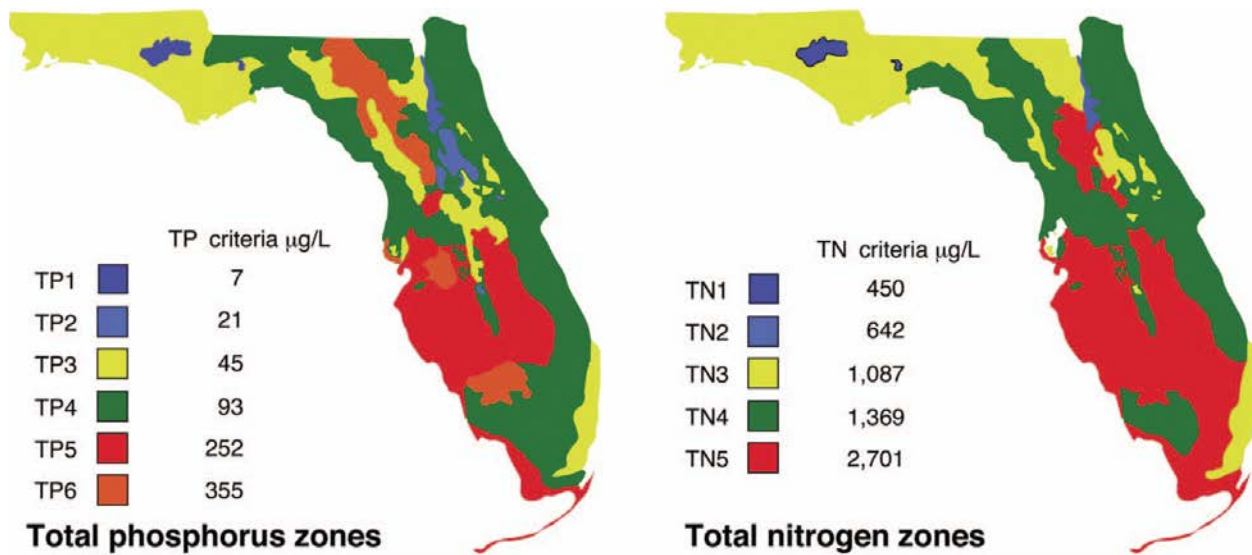 TP criteria μg/L
TP1 7
TP2 21
TP3 45
TP4 93
TP5 252
TP6 355
Total phosphorus zones
TN criteria μg/L
TN1 450
TN2 642
TN3 1,087
TN4 1,369
TN5 2,701
Total nitrogen zones